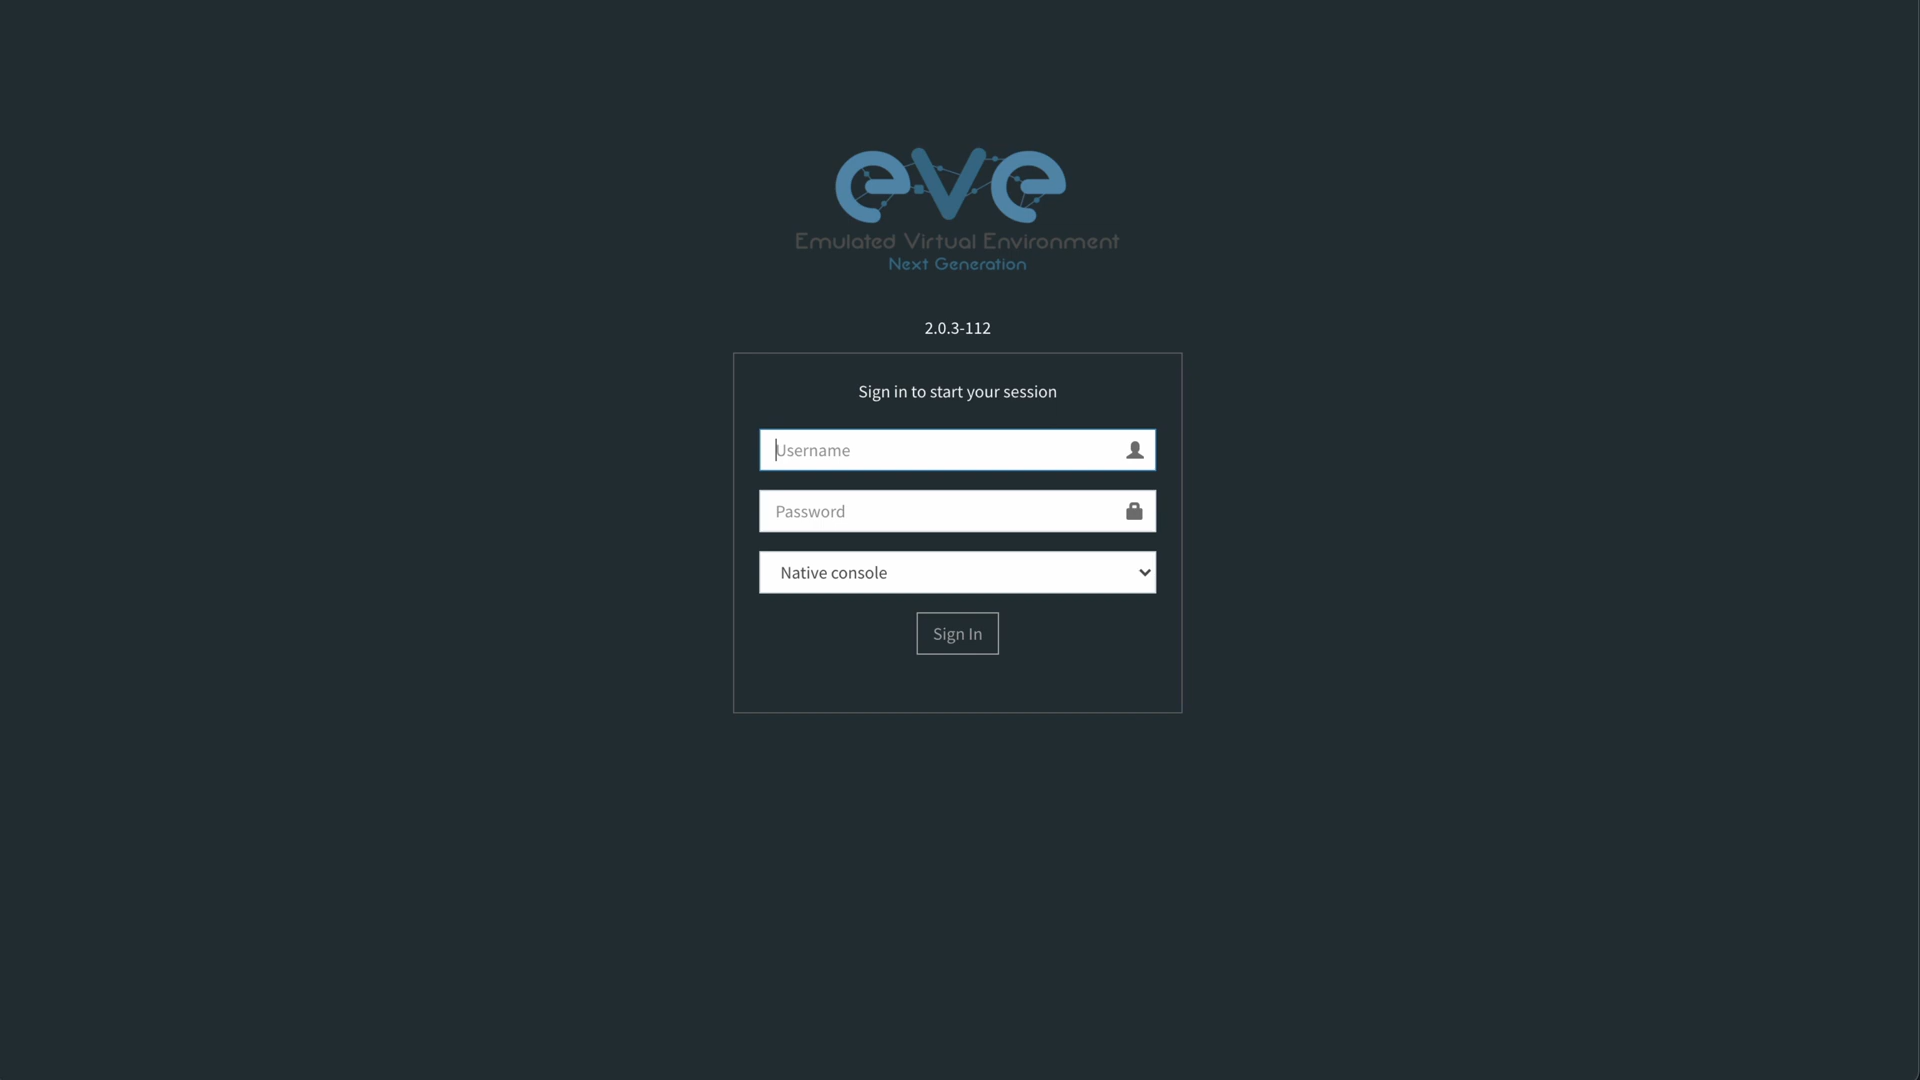 eve
Emulated Virtual Environment
Next Generation
2.0.3-112
Sign in to start your session
Username
Password
Native console
Sign In